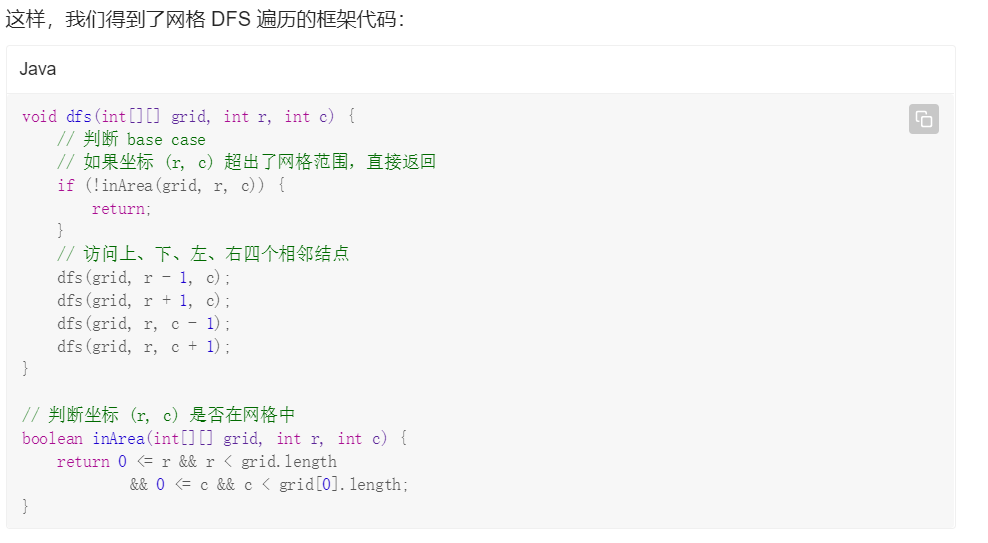 这样，我们得到了网格 DFS 遍历的框架代码：
Java
void dfs(int[][] grid, int r, int c) {
    // 判断 base case
    // 如果坐标 (r, c) 超出了网格范围，直接返回
    if (!inArea(grid, r, c)) {
        return;
    }
    // 访问上、下、左、右四个相邻结点
    dfs(grid, r - 1, c);
    dfs(grid, r + 1, c);
    dfs(grid, r, c - 1);
    dfs(grid, r, c + 1);
}
// 判断坐标 (r, c) 是否在网格中
boolean inArea(int[][] grid, int r, int c) {
    return 0 <= r && r < grid.length
            && 0 <= c && c < grid[0].length;
}